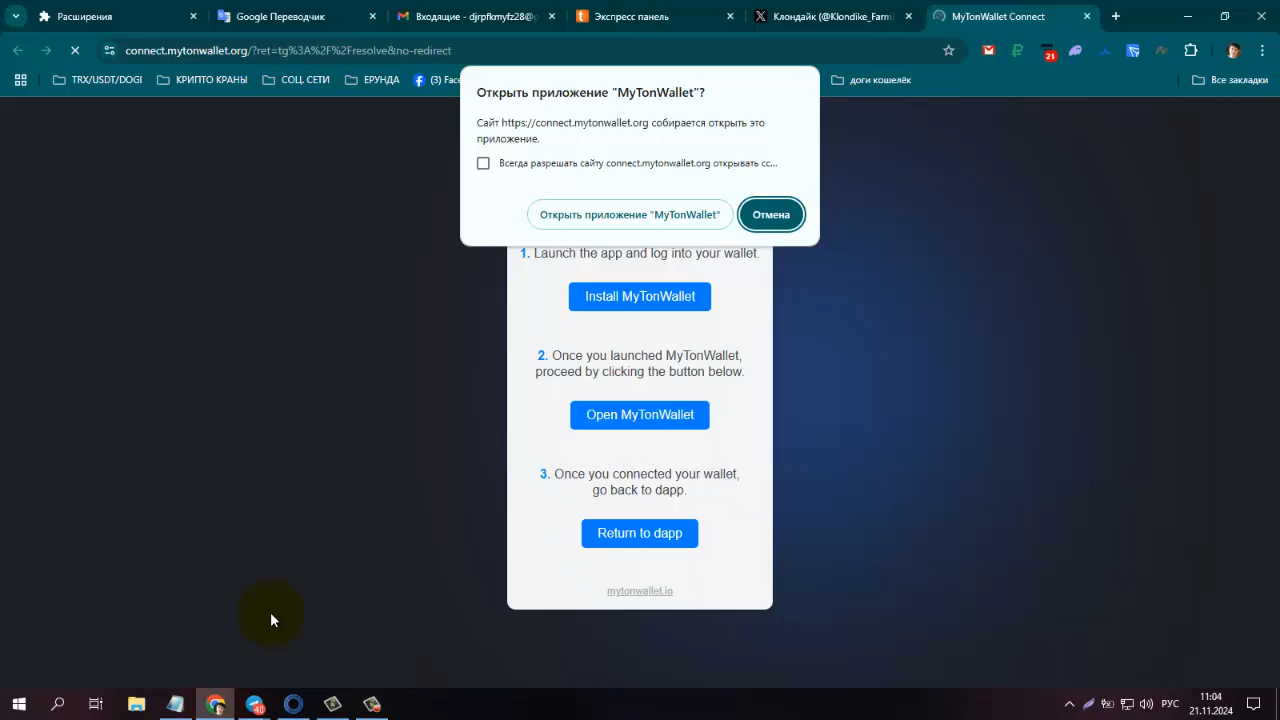 Расширения
Google Переводчик
Входящие - djrpfkmyfz28@g
Экспресс панель
Клондайк (@Klondike_Farm)
MyTonWallet Connect
connect.mytonwallet.org/?ret=tg%3A%2F%2Fresolve&no-redirect
21
TRX/USDT/DOGI
КРИПТО КРАНЫ
СОЦ. СЕТИ
ЕРУНДА
(3) Face
доги кошелёк
Все закладки
Открыть приложение "MyTonWallet"?
Сайт https://connect.mytonwallet.org собирается открыть это
приложение.
Всегда разрешать сайту connect.mytonwallet.org открывать сс...
Открыть приложение "MyTonWallet"
Отмена
1. Launch the app and log into your wallet.
Install MyTonWallet
2. Once you launched MyTonWallet,
proceed by clicking the button below.
Open MyTonWallet
3. Once you connected your wallet,
go back to dapp.
Return to dapp
mytonwallet.io
40
РУС
11:04
21.11.2024